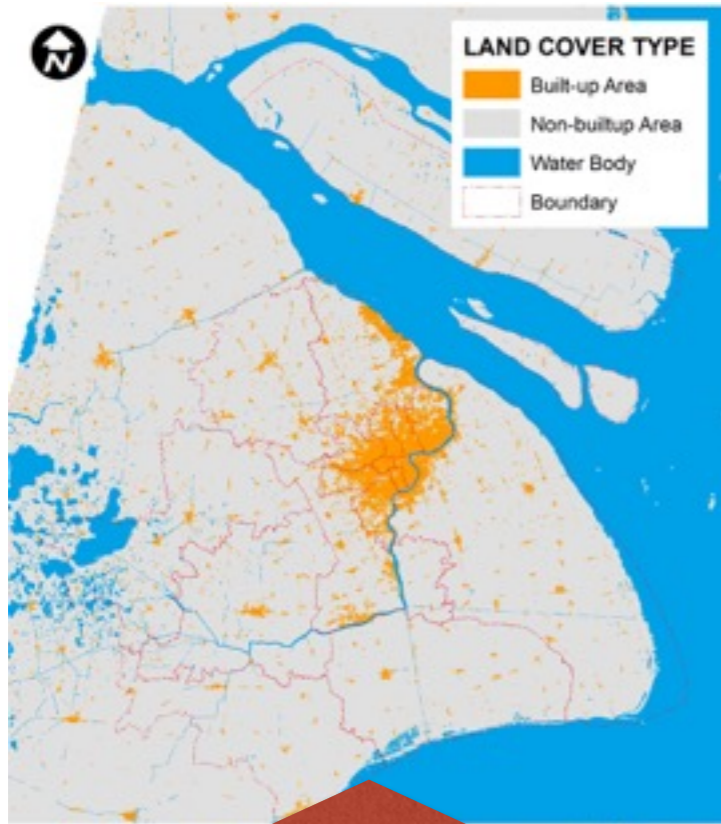 N
LAND COVER TYPE
Built-up Area
Non-builtup Area
Water Body
Boundary